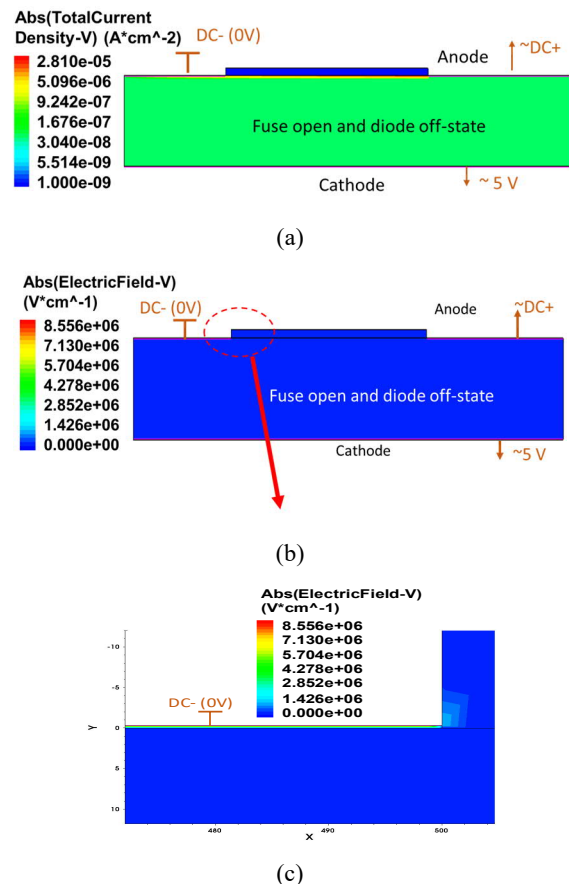 Abs(TotalCurrent
Density-V) (A*cm^-2)
2.810e-05
5.096e-06
9.242e-07
1.676e-07
3.040e-08
5.514e-09
1.000e-09
DC- (0V)
Anode
~DC+
Fuse open and diode off-state
Cathode
~ 5 V
(a)
Abs(ElectricField-V)
(V*cm^-1)
8.556e+06
7.130e+06
5.704e+06
4.278e+06
2.852e+06
1.426e+06
0.000e+00
DC- (0V)
Anode
~DC+
Fuse open and diode off-state
Cathode
~5 V
(b)
Abs(ElectricField-V)
(V*cm^-1)
8.556e+06
7.130e+06
5.704e+06
4.278e+06
2.852e+06
1.426e+06
0.000e+00
DC- (0V)
-10
-5
0
5
10
Y
480
490
500
X
(c)